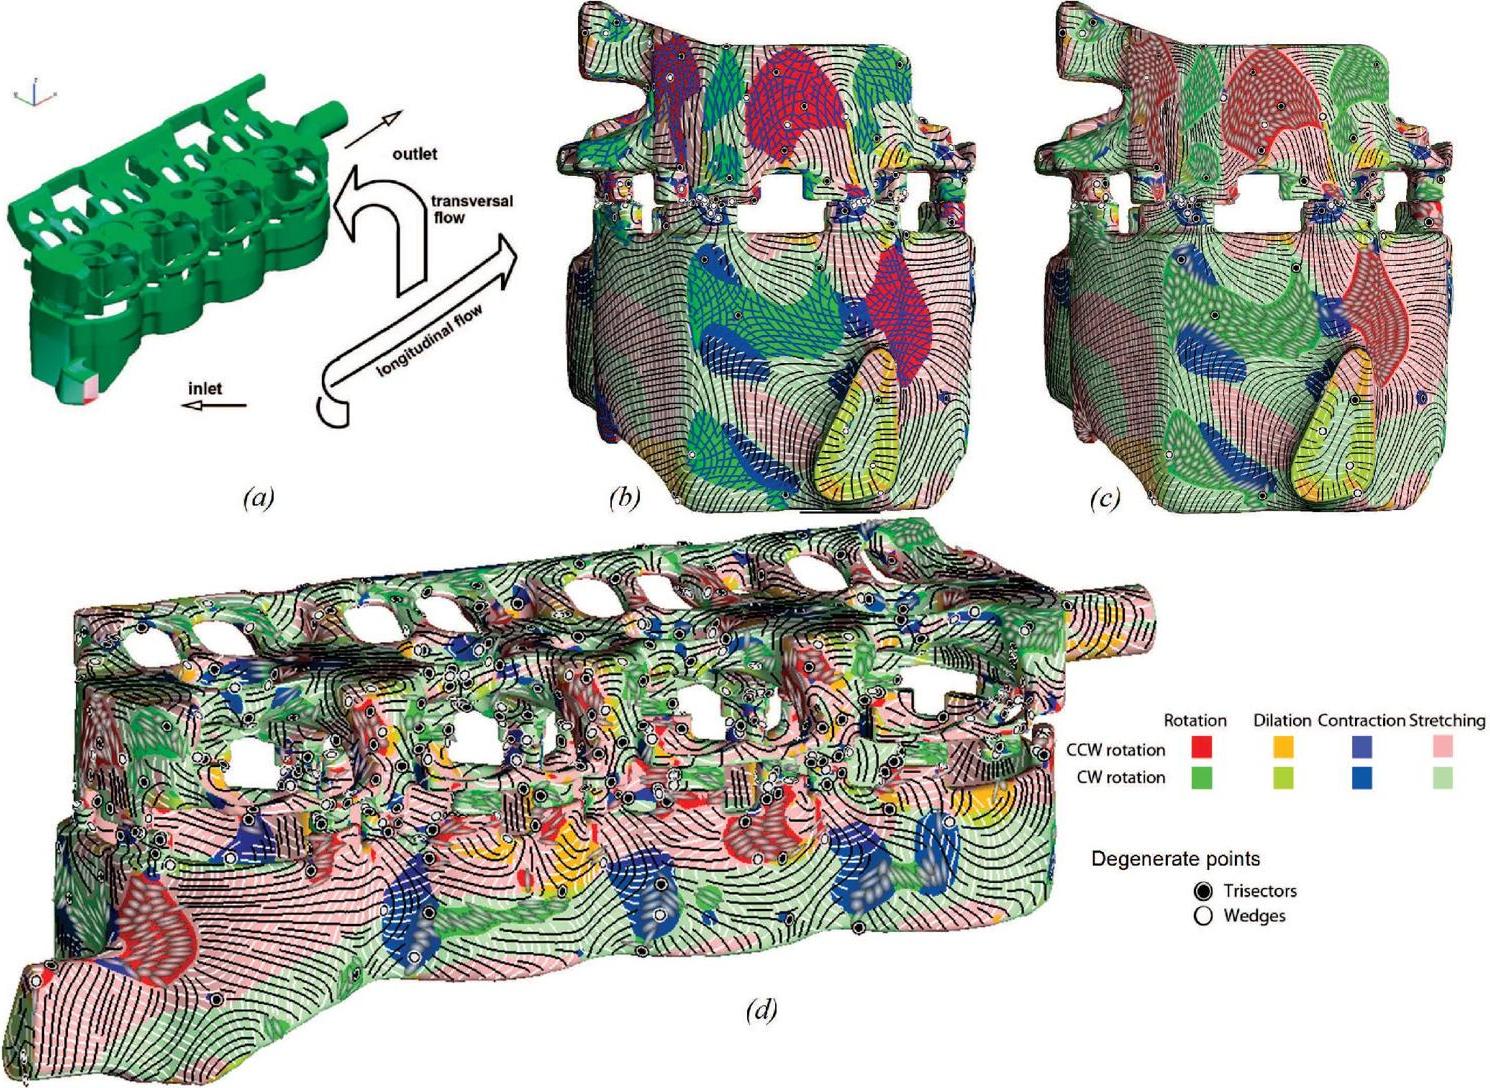 outlet
transversal
flow
longitudinal flow
inlet
(a)
(b)
(c)
(d)
Rotation Dilation Contraction Stretching
CCW rotation
CW rotation
Degenerate points
Trisectors
Wedges